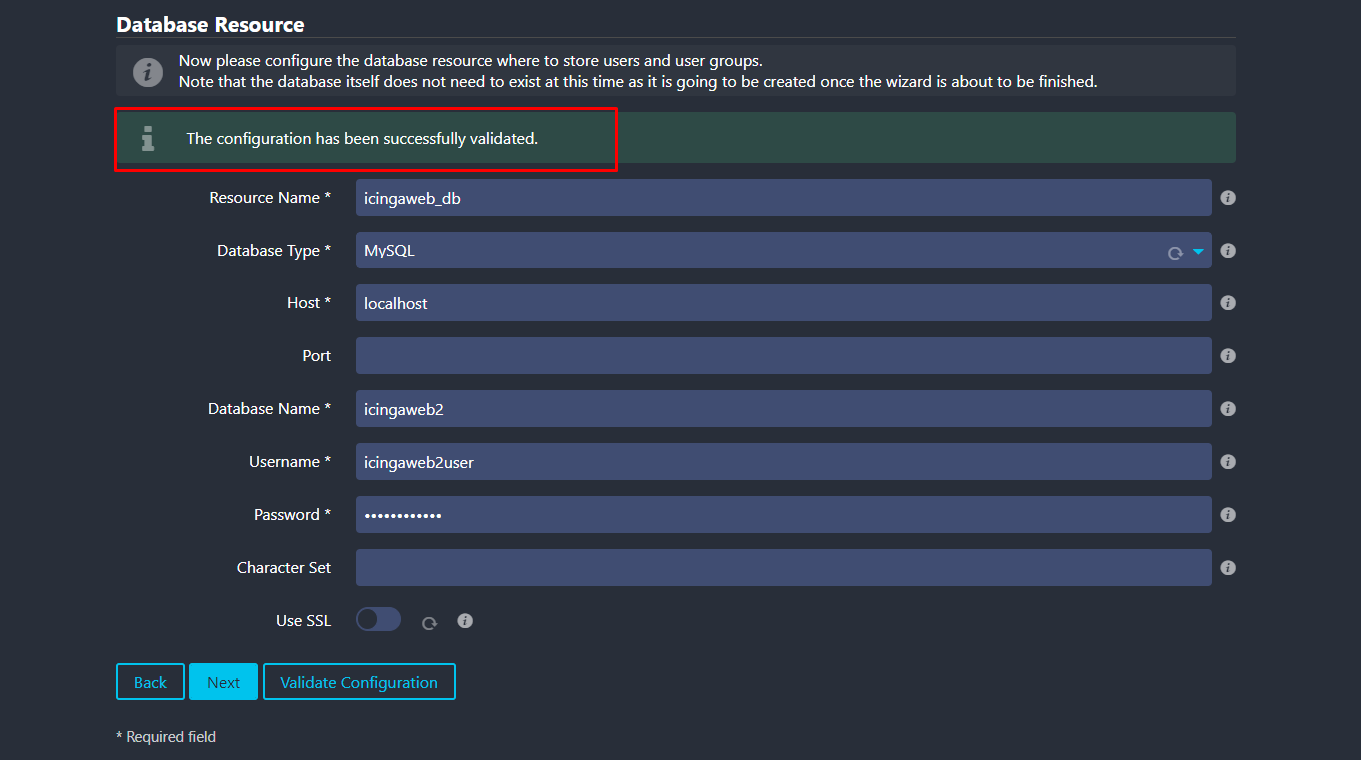 Database Resource
Now please configure the database resource where to store users and user groups.
Note that the database itself does not need to exist at this time as it is going to be created once the wizard is about to be finished.
The configuration has been successfully validated.
Resource Name * icingaweb_db
Database Type * MySQL
Host * localhost
Port
Database Name * icingaweb2
Username * icingaweb2user
Password * ••••••••••••
Character Set
Use SSL
Back Next Validate Configuration
* Required field